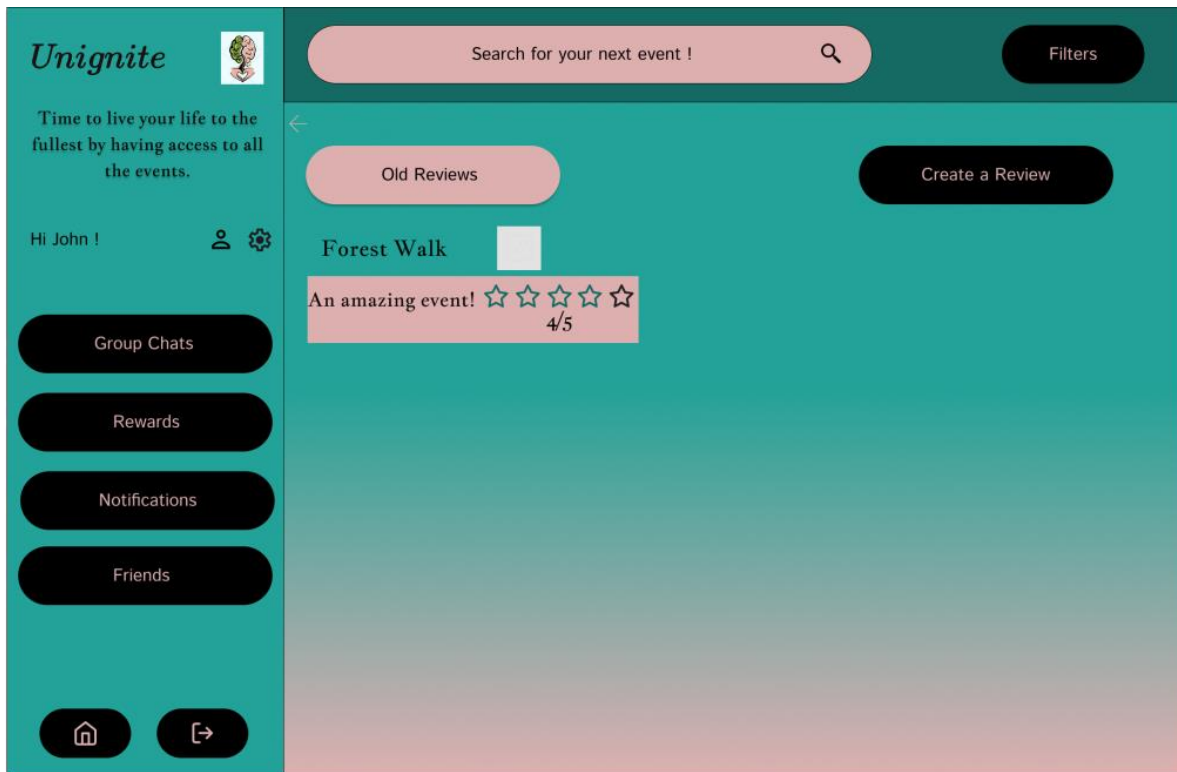 Unignite
Time to live your life to the
fullest by having access to all
the events.
Hi John !
Group Chats
Rewards
Notifications
Friends
Search for your next event !
Filters
Old Reviews
Create a Review
Forest Walk
An amazing event!
4/5